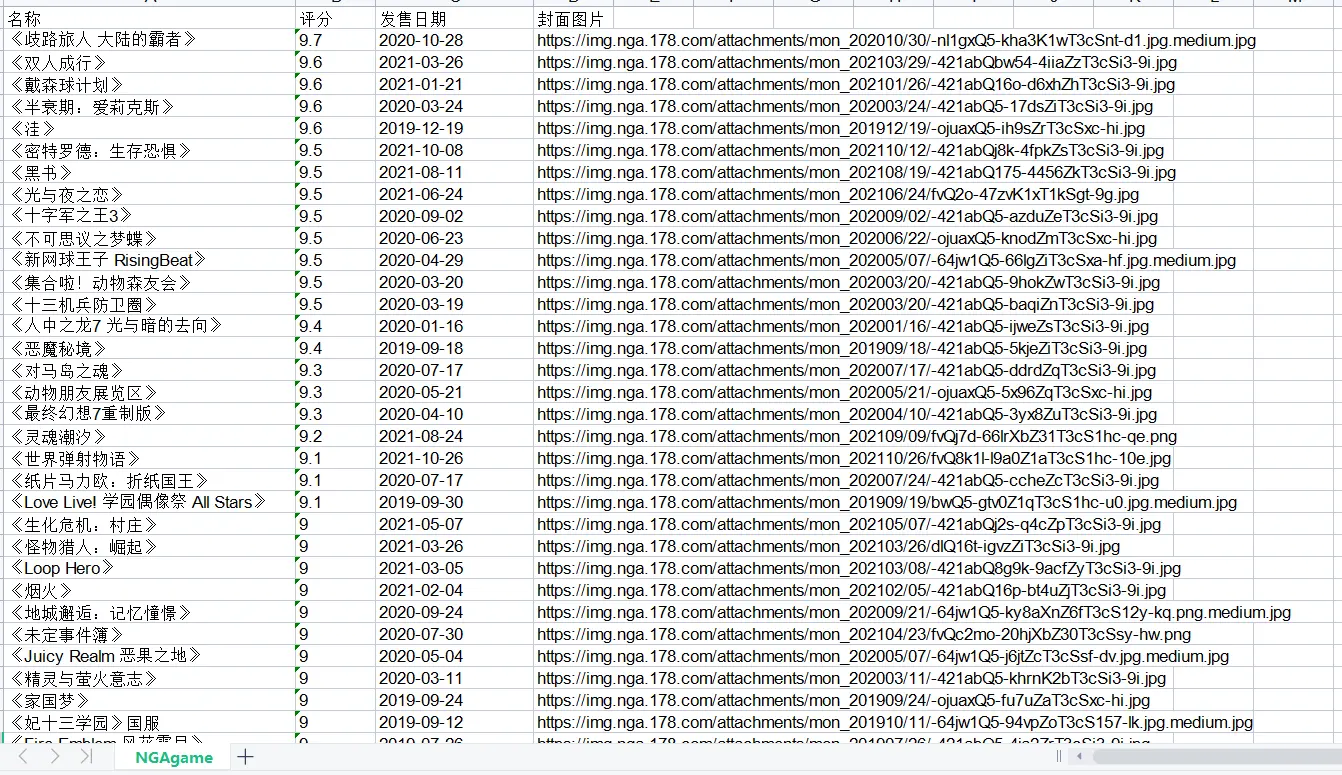 名称 评分 发售日期 封面图片
《歧路旅人 大陆的霸者》 9.7 2020-10-28 https://img.nga.178.com/attachments/mon_202010/30/-nl1gxQ5-kha3K1wT3cSnt-d1.jpg.medium.jpg
《双人成行》 9.6 2021-03-26 https://img.nga.178.com/attachments/mon_202103/29/-421abQbw54-4iiaZzT3cSi3-9i.jpg
《戴森球计划》 9.6 2021-01-21 https://img.nga.178.com/attachments/mon_202101/26/-421abQ16o-d6xhZhT3cSi3-9i.jpg
《半衰期：爱莉克斯》 9.6 2020-03-24 https://img.nga.178.com/attachments/mon_202003/24/-421abQ5-17dsZiT3cSi3-9i.jpg
《洼》 9.6 2019-12-19 https://img.nga.178.com/attachments/mon_201912/19/-ojuaxQ5-ih9sZrT3cSxc-hi.jpg
《密特罗德：生存恐惧》 9.5 2021-10-08 https://img.nga.178.com/attachments/mon_202110/12/-421abQj8k-4fpkZsT3cSi3-9i.jpg
《黑书》 9.5 2021-08-11 https://img.nga.178.com/attachments/mon_202108/19/-421abQ175-4456ZkT3cSi3-9i.jpg
《光与夜之恋》 9.5 2021-06-24 https://img.nga.178.com/attachments/mon_202106/24/fvQ2o-47zvK1xT1kSgt-9g.jpg
《十字军之王3》 9.5 2020-09-02 https://img.nga.178.com/attachments/mon_202009/02/-421abQ5-azduZeT3cSi3-9i.jpg
《不可思议之梦蝶》 9.5 2020-06-23 https://img.nga.178.com/attachments/mon_202006/22/-ojuaxQ5-knodZmT3cSxc-hi.jpg
《新网球王子 RisingBeat》 9.5 2020-04-29 https://img.nga.178.com/attachments/mon_202005/07/-64jw1Q5-66lgZiT3cSxa-hf.jpg.medium.jpg
《集合啦！动物森友会》 9.5 2020-03-20 https://img.nga.178.com/attachments/mon_202003/20/-421abQ5-9hokZwT3cSi3-9i.jpg
《十三机兵防卫圈》 9.5 2020-03-19 https://img.nga.178.com/attachments/mon_202003/20/-421abQ5-baqiZnT3cSi3-9i.jpg
《人中之龙7 光与暗的去向》 9.4 2020-01-16 https://img.nga.178.com/attachments/mon_202001/16/-421abQ5-ijweZsT3cSi3-9i.jpg
《恶魔秘境》 9.4 2019-09-18 https://img.nga.178.com/attachments/mon_201909/18/-421abQ5-5kjeZiT3cSi3-9i.jpg
《对马岛之魂》 9.3 2020-07-17 https://img.nga.178.com/attachments/mon_202007/17/-421abQ5-ddrdZqT3cSi3-9i.jpg
《动物朋友展览区》 9.3 2020-05-21 https://img.nga.178.com/attachments/mon_202005/21/-ojuaxQ5-5x96ZqT3cSxc-hi.jpg
《最终幻想7重制版》 9.3 2020-04-10 https://img.nga.178.com/attachments/mon_202004/10/-421abQ5-3yx8ZuT3cSi3-9i.jpg
《灵魂潮汐》 9.2 2021-08-24 https://img.nga.178.com/attachments/mon_202109/09/fvQj7d-66lrXbZ31T3cS1hc-qe.png
《世界弹射物语》 9.1 2021-10-26 https://img.nga.178.com/attachments/mon_202110/26/fvQ8k1l-l9a0Z1aT3cS1hc-10e.jpg
《纸片马力欧：折纸国王》 9.1 2020-07-17 https://img.nga.178.com/attachments/mon_202007/24/-421abQ5-ccheZcT3cSi3-9i.jpg
《Love Live! 学园偶像祭 All Stars》 9.1 2019-09-30 https://img.nga.178.com/attachments/mon_201909/19/bwQ5-gtv0Z1qT3cS1hc-u0.jpg.medium.jpg
《生化危机：村庄》 9 2021-05-07 https://img.nga.178.com/attachments/mon_202105/07/-421abQj2s-q4cZpT3cSi3-9i.jpg
《怪物猎人：崛起》 9 2021-03-26 https://img.nga.178.com/attachments/mon_202103/26/dlQ16t-igvzZiT3cSi3-9i.jpg
《Loop Hero》 9 2021-03-05 https://img.nga.178.com/attachments/mon_202103/08/-421abQ8g9k-9acfZyT3cSi3-9i.jpg
《烟火》 9 2021-02-04 https://img.nga.178.com/attachments/mon_202102/05/-421abQ16p-bt4uZjT3cSi3-9i.jpg
《地城邂逅：记忆憧憬》 9 2020-09-24 https://img.nga.178.com/attachments/mon_202009/21/-64jw1Q5-ky8aXnZ6fT3cS12y-kq.png.medium.jpg
《未定事件簿》 9 2020-07-30 https://img.nga.178.com/attachments/mon_202104/23/fvQc2mo-20hjXbZ30T3cSsy-hw.png
《Juicy Realm 恶果之地》 9 2020-05-04 https://img.nga.178.com/attachments/mon_202005/07/-64jw1Q5-j6jtZcT3cSsf-dv.jpg.medium.jpg
《精灵与萤火意志》 9 2020-03-11 https://img.nga.178.com/attachments/mon_202003/11/-421abQ5-khrnK2bT3cSi3-9i.jpg
《家国梦》 9 2019-09-24 https://img.nga.178.com/attachments/mon_201909/24/-ojuaxQ5-fu7uZaT3cSxc-hi.jpg
《妃十三学园》国服 9 2019-09-12 https://img.nga.178.com/attachments/mon_201910/11/-64jw1Q5-94vpZoT3cS157-lk.jpg.medium.jpg
NGAgame